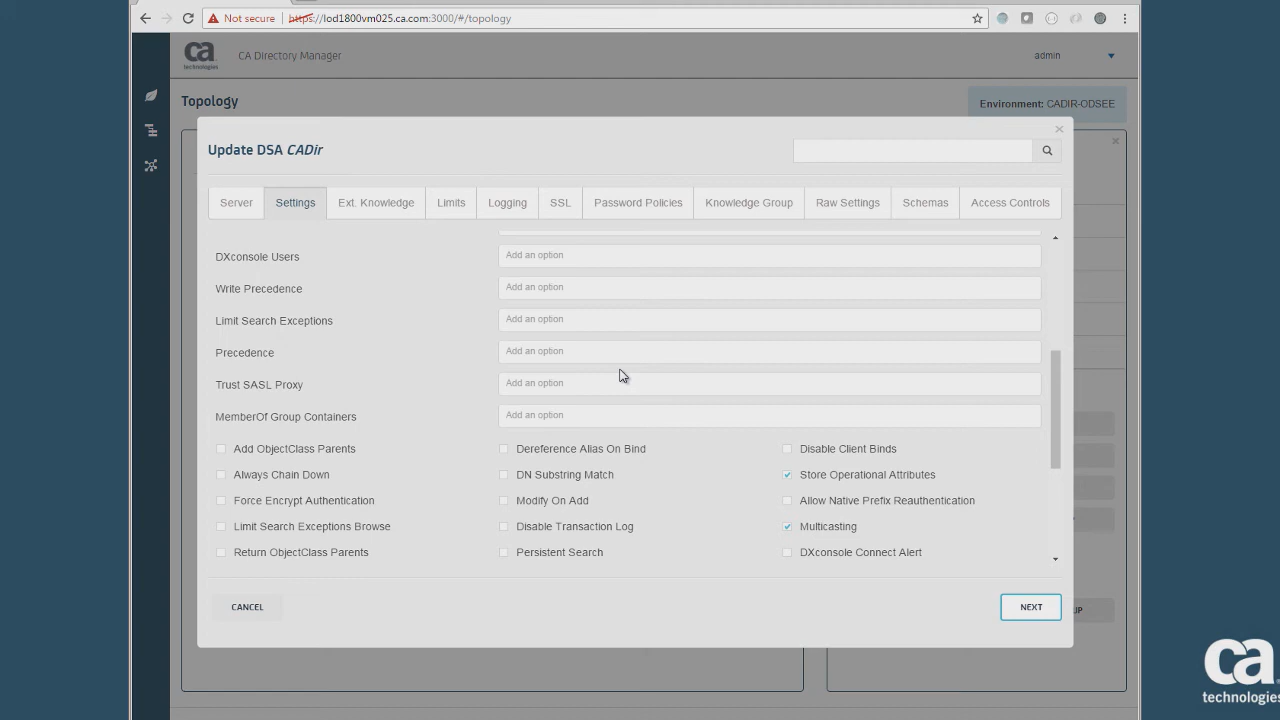 Not secure https://lod1800vm025.ca.com:3000/#/topology
ca technologies CA Directory Manager admin
Topology
Environment: CADIR-ODSEE
Update DSA CADir
Server Settings Ext. Knowledge Limits Logging SSL Password Policies Knowledge Group Raw Settings Schemas Access Controls
DXconsole Users Add an option
Write Precedence Add an option
Limit Search Exceptions Add an option
Precedence Add an option
Trust SASL Proxy Add an option
MemberOf Group Containers Add an option
Add ObjectClass Parents Dereference Alias On Bind Disable Client Binds
Always Chain Down DN Substring Match Store Operational Attributes
Force Encrypt Authentication Modify On Add Allow Native Prefix Reauthentication
Limit Search Exceptions Browse Disable Transaction Log Multicasting
Return ObjectClass Parents Persistent Search DXconsole Connect Alert
CANCEL NEXT UP
ca
technologies